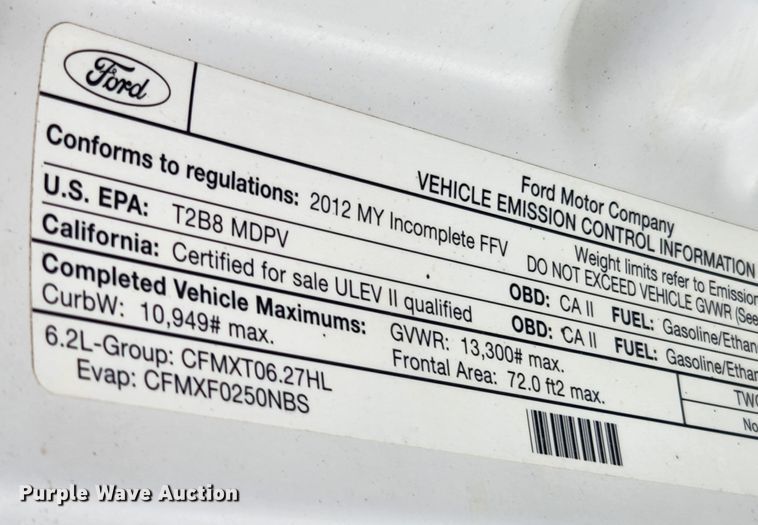 Ford
Ford Motor Company
VEHICLE EMISSION CONTROL INFORMATION
Conforms to regulations: 2012 MY Incomplete FFV
Weight limits refer to Emission
DO NOT EXCEED VEHICLE GVWR (See
U.S. EPA: T2B8 MDPV OBD: CA II FUEL: Gasoline/Ethan
California: Certified for sale ULEV II qualified OBD: CA II FUEL: Gasoline/Ethan
Completed Vehicle Maximums: GVWR: 13,300# max.
CurbW: 10,949# max. Frontal Area: 72.0 ft2 max.
6.2L-Group: CFMXT06.27HL
Evap: CFMXF0250NBS
TWC
No
Purple Wave Auction